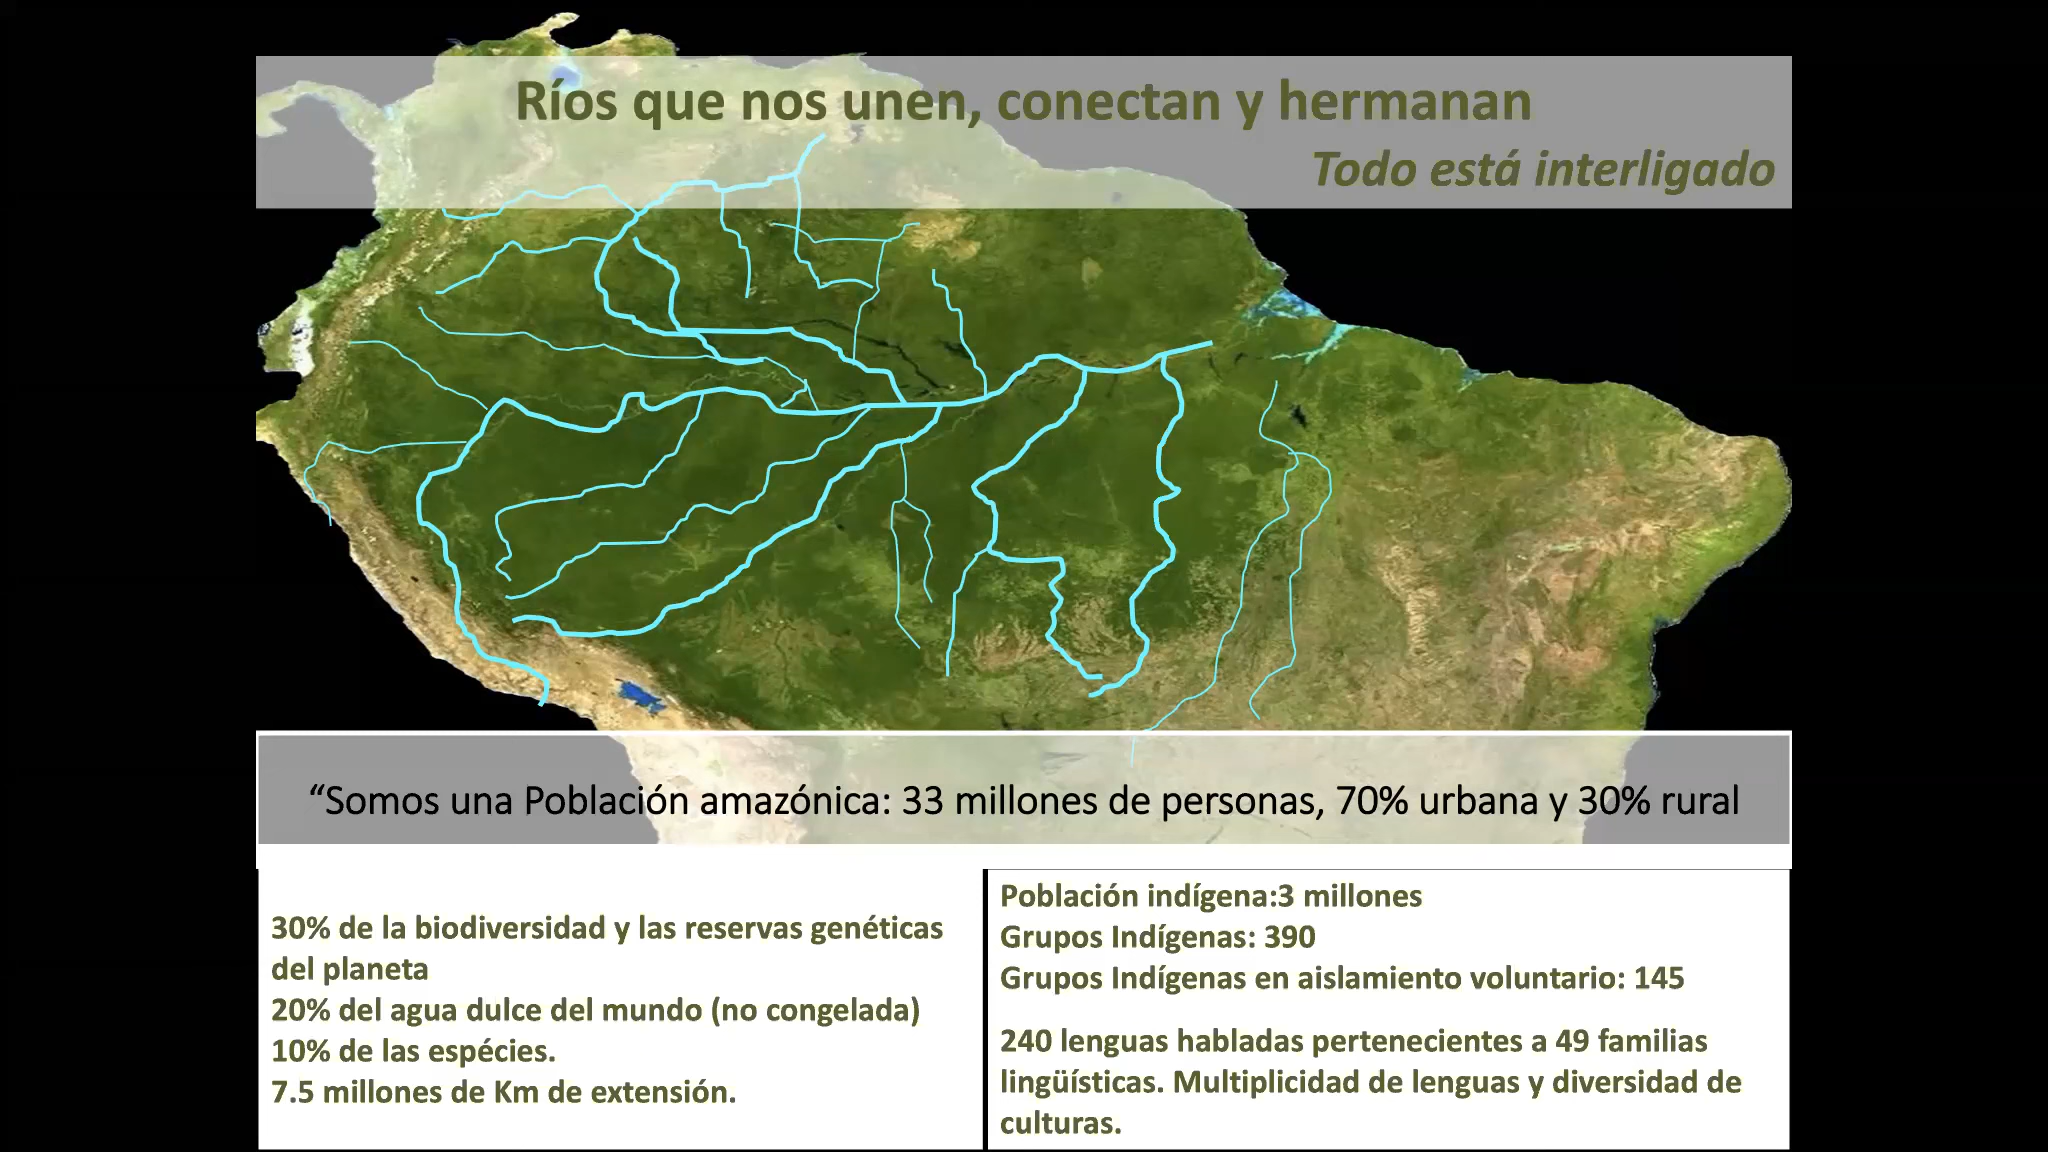 Ríos que nos unen, conectan y hermanan
Todo está interligado
“Somos una Población amazónica: 33 millones de personas, 70% urbana y 30% rural
30% de la biodiversidad y las reservas genéticas
del planeta
20% del agua dulce del mundo (no congelada)
10% de las espécies.
7.5 millones de Km de extensión.
Población indígena:3 millones
Grupos Indígenas: 390
Grupos Indígenas en aislamiento voluntario: 145
240 lenguas habladas pertenecientes a 49 familias
lingüísticas. Multiplicidad de lenguas y diversidad de
culturas.